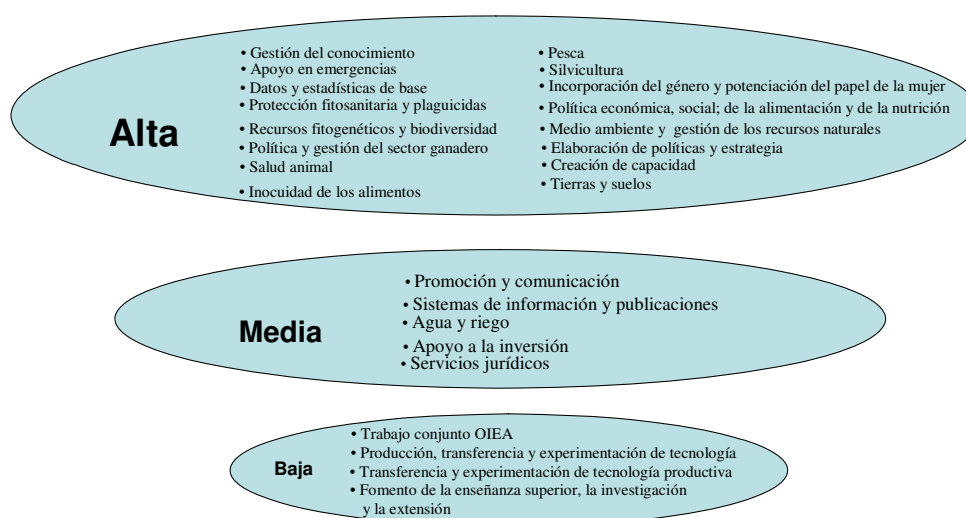 Alta
• Gestión del conocimiento
• Apoyo en emergencias
• Datos y estadísticas de base
• Protección fitosanitaria y plaguicidas
• Recursos fitogenéticos y biodiversidad
• Política y gestión del sector ganadero
• Salud animal
• Inocuidad de los alimentos
• Pesca
• Silvicultura
• Incorporación del género y potenciación del papel de la mujer
• Política económica, social; de la alimentación y de la nutrición
• Medio ambiente y gestión de los recursos naturales
• Elaboración de políticas y estrategia
• Creación de capacidad
• Tierras y suelos
Media
• Promoción y comunicación
• Sistemas de información y publicaciones
• Agua y riego
• Apoyo a la inversión
• Servicios jurídicos
Baja
• Trabajo conjunto OIEA
• Producción, transferencia y experimentación de tecnología
• Transferencia y experimentación de tecnología productiva
• Fomento de la enseñanza superior, la investigación
y la extensión